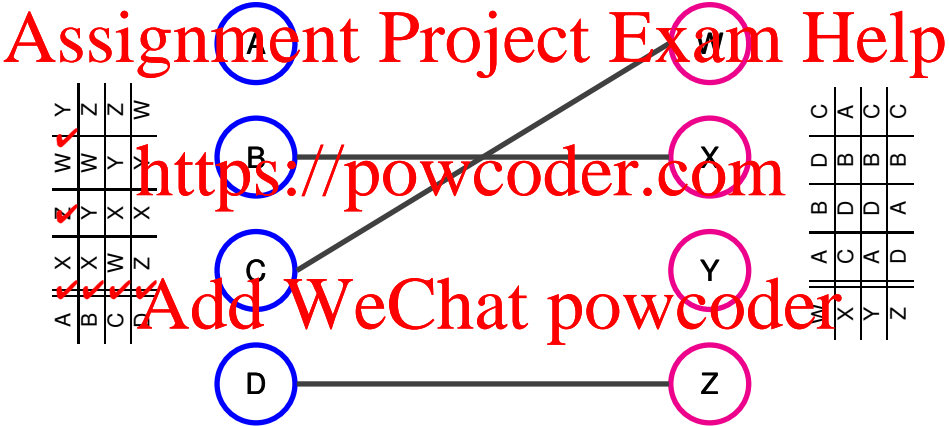 Assignment Project Exam Help
https://powcoder.com
Add WeChat powcoder
A W
B X
C Y
D Z
A X Z W Y
B X Y W Z
C W X Y Z
D Z X Y W
W A B D C
X C D B A
Y A D B C
Z D A B C